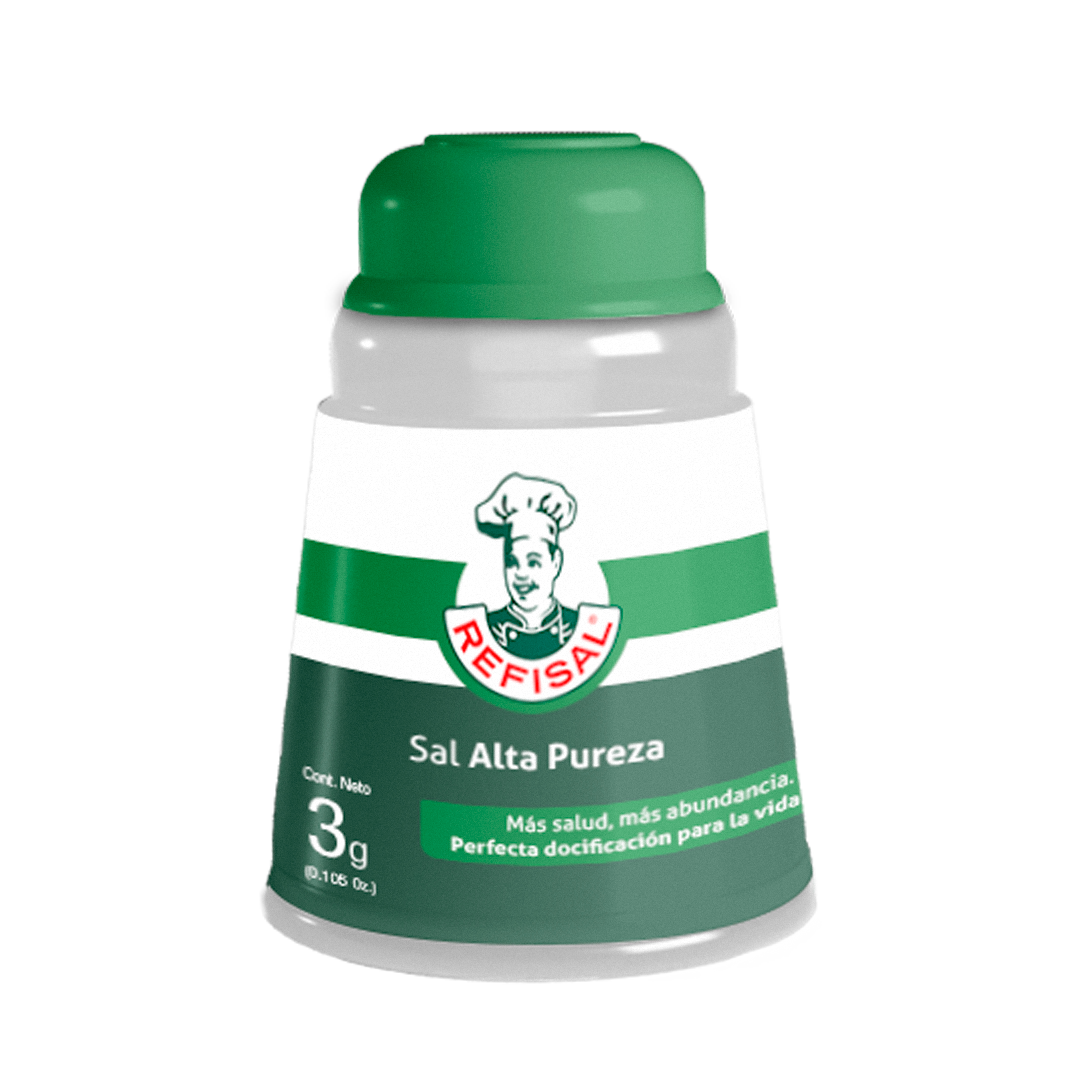 REFISAL®
Sal Alta Pureza
Cont. Neto
3g
(0.105 Oz.)
Más salud, más abundancia.
Perfecta docificación para la vida